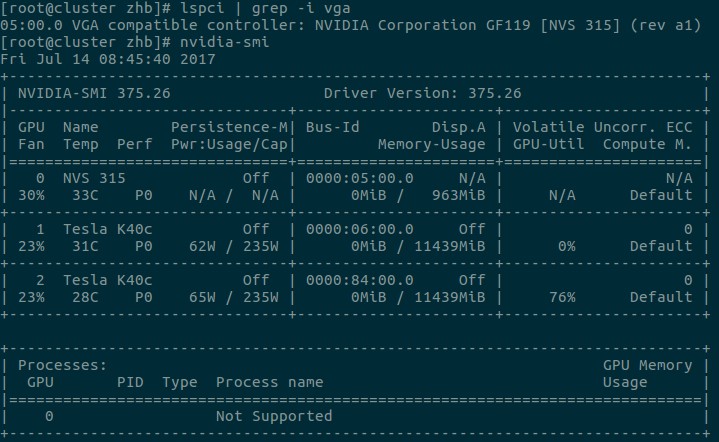 [root@cluster zhb]# lspci | grep -i vga
05:00.0 VGA compatible controller: NVIDIA Corporation GF119 [NVS 315] (rev a1)
[root@cluster zhb]# nvidia-smi
Fri Jul 14 08:45:40 2017
+-----------------------------------------------------------------------------+
| NVIDIA-SMI 375.26                 Driver Version: 375.26                    |
|-------------------------------+----------------------+----------------------+
| GPU  Name        Persistence-M| Bus-Id        Disp.A | Volatile Uncorr. ECC |
| Fan  Temp  Perf  Pwr:Usage/Cap|         Memory-Usage | GPU-Util  Compute M. |
|===============================+======================+======================|
|   0  NVS 315             Off  | 0000:05:00.0     N/A |                  N/A |
| 30%   33C    P0    N/A /  N/A |      0MiB /   963MiB |     N/A      Default |
+-------------------------------+----------------------+----------------------+
|   1  Tesla K40c          Off  | 0000:06:00.0     Off |                    0 |
| 23%   31C    P0    62W / 235W |      0MiB / 11439MiB |      0%      Default |
+-------------------------------+----------------------+----------------------+
|   2  Tesla K40c          Off  | 0000:84:00.0     Off |                    0 |
| 23%   28C    P0    65W / 235W |      0MiB / 11439MiB |     76%      Default |
+-------------------------------+----------------------+----------------------+
+-----------------------------------------------------------------------------+
| Processes:                                                       GPU Memory |
|  GPU       PID  Type  Process name                               Usage      |
|=============================================================================|
|    0                  Not Supported                                         |
+-----------------------------------------------------------------------------+